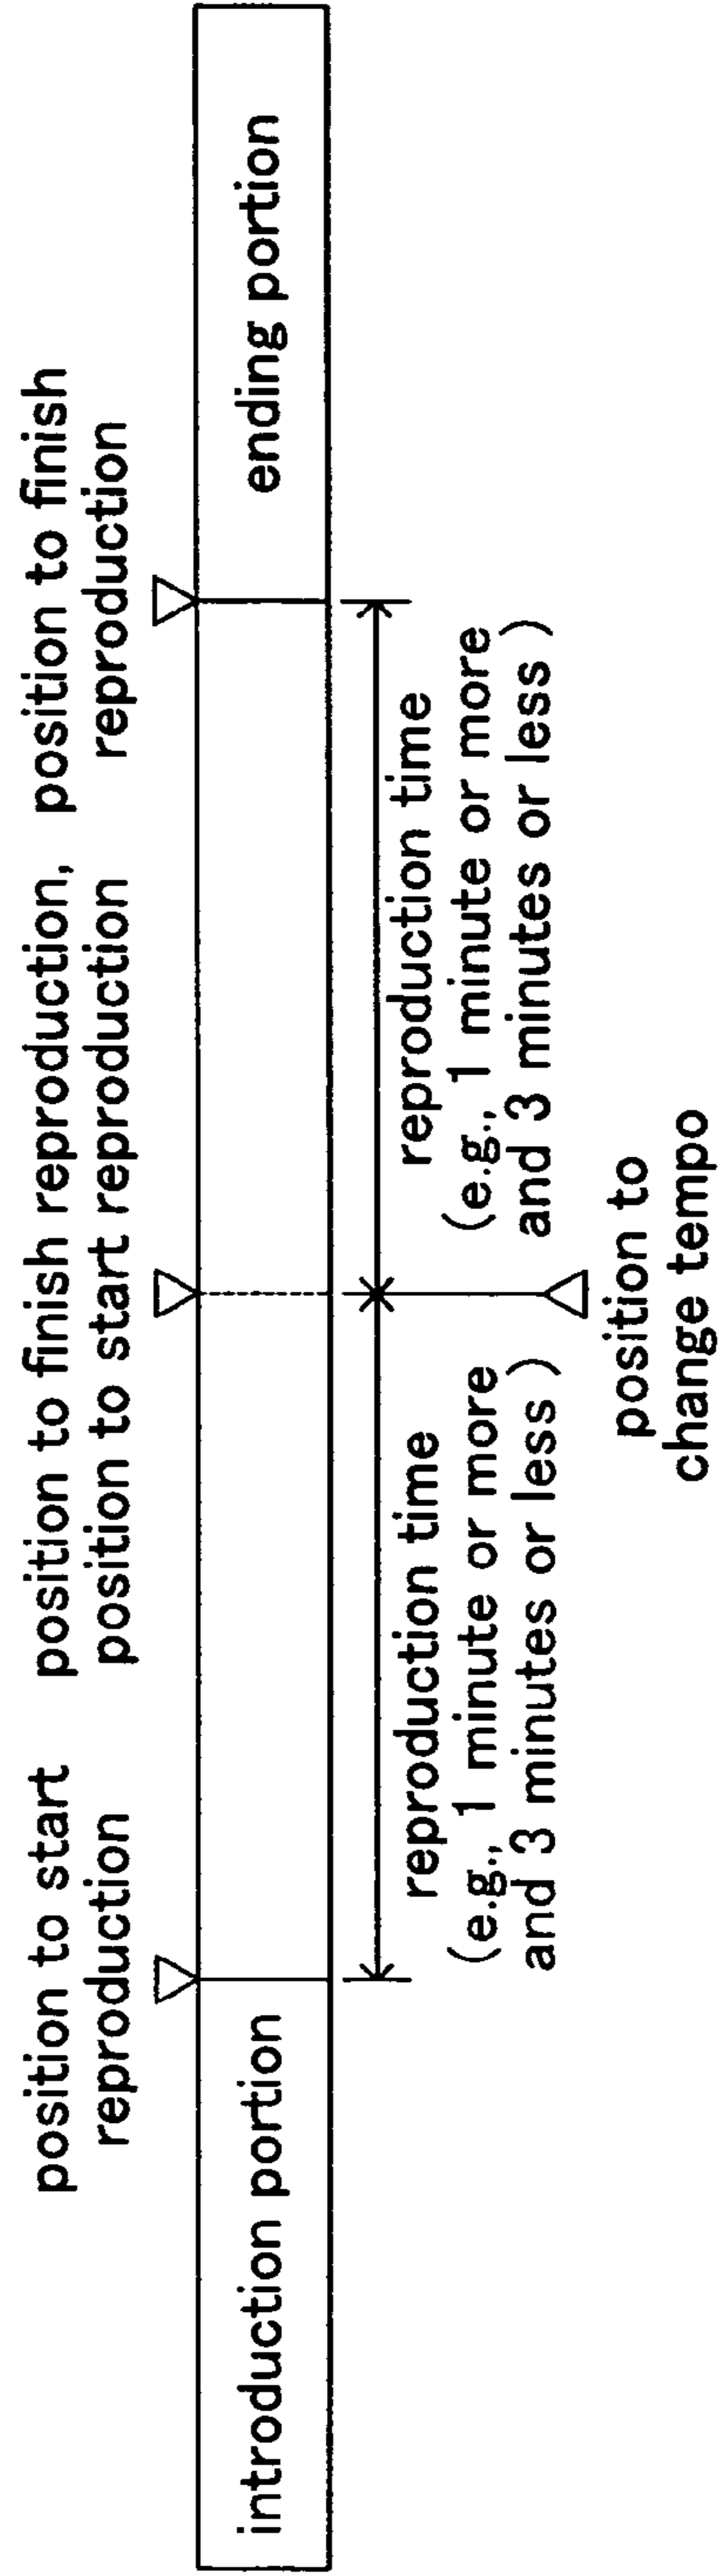 position to start
reproduction
position to finish reproduction,
position to start reproduction
position to finish
reproduction
introduction portion
ending portion
reproduction time
(e.g., 1 minute or more
and 3 minutes or less)
reproduction time
(e.g., 1 minute or more
and 3 minutes or less)
position to
change tempo